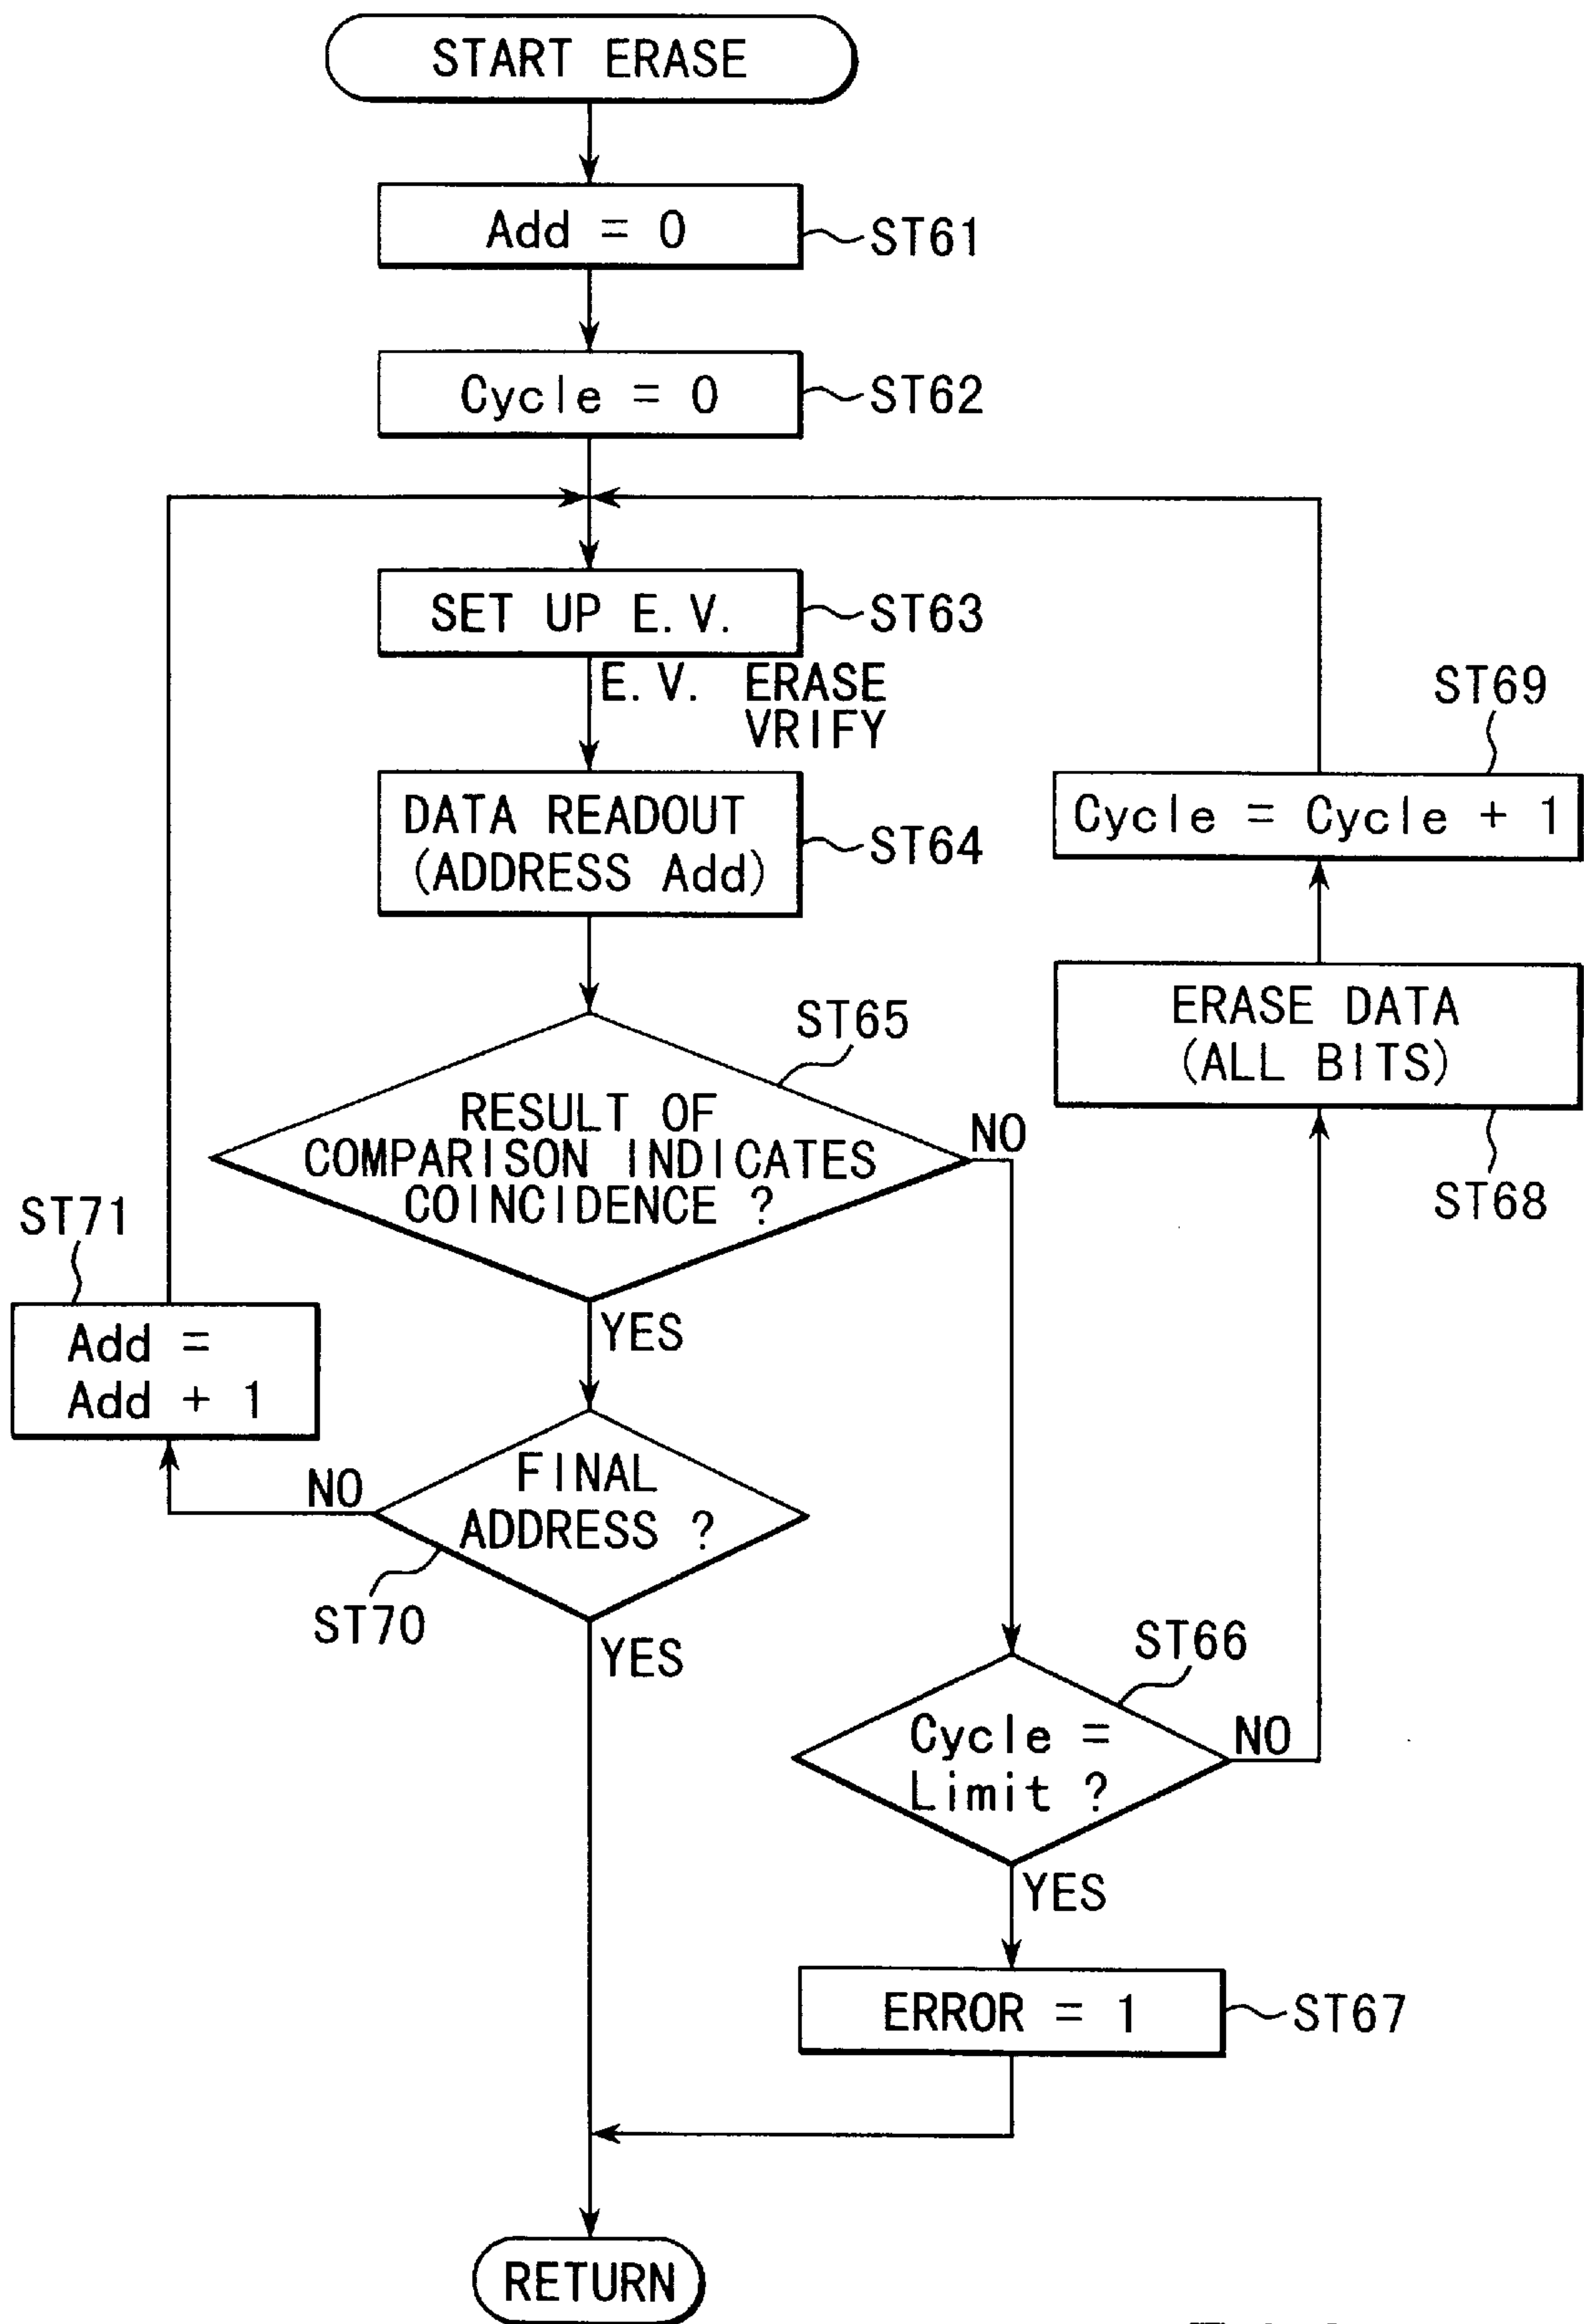 START ERASE
Add = 0
ST61
Cycle = 0
ST62
SET UP E.V.
ST63
E.V. ERASE
VRIFY
ST69
DATA READOUT
(ADDRESS Add)
ST64
Cycle = Cycle + 1
ERASE DATA
(ALL BITS)
ST68
ST65
RESULT OF
COMPARISON INDICATES
COINCIDENCE ?
NO
YES
ST71
Add =
Add + 1
NO
FINAL
ADDRESS ?
ST70
YES
ST66
Cycle =
Limit ?
NO
YES
ERROR = 1
ST67
RETURN